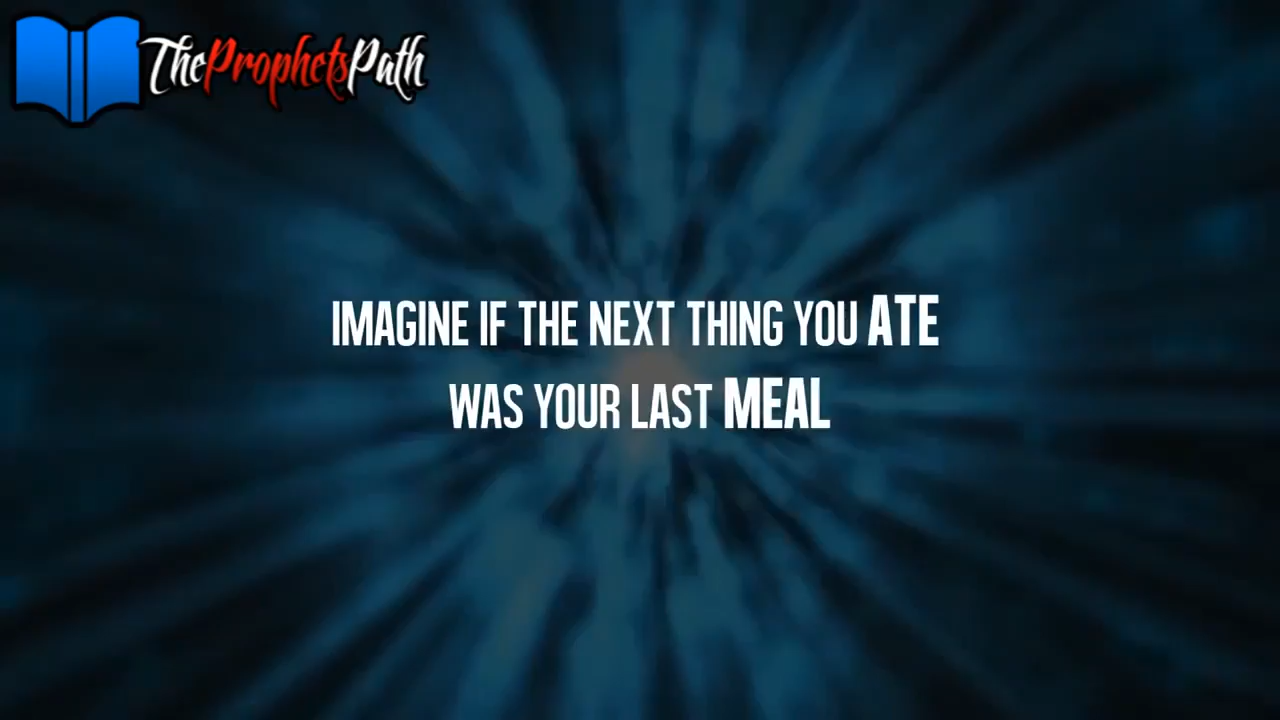 TheProphetsPath
IMAGINE IF THE NEXT THING YOU ATE
WAS YOUR LAST MEAL